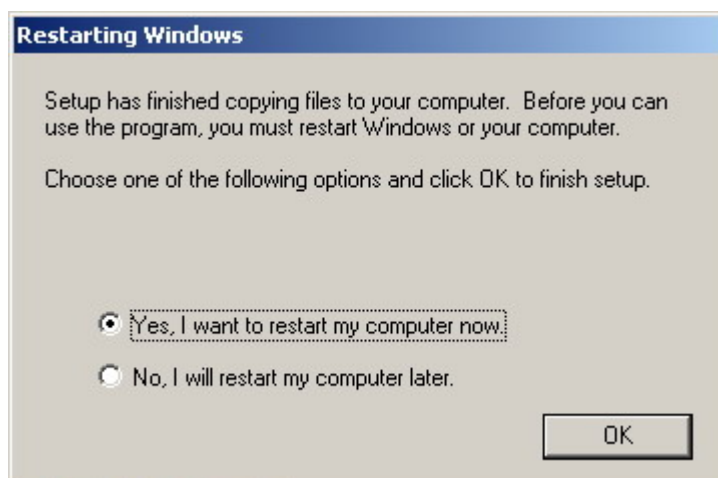 Restarting Windows
Setup has finished copying files to your computer.  Before you can
use the program, you must restart Windows or your computer.
Choose one of the following options and click OK to finish setup.
Yes, I want to restart my computer now.
No, I will restart my computer later.
OK